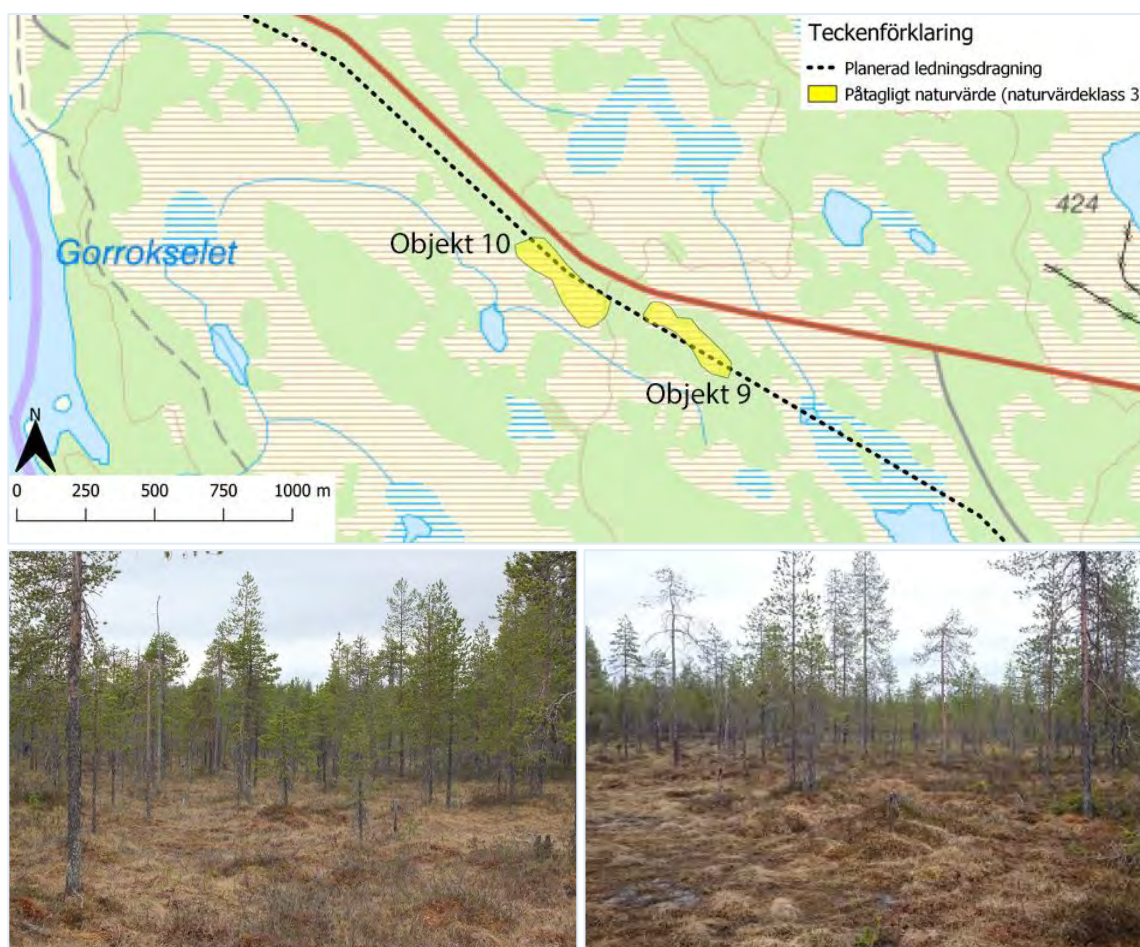 Teckenförklaring
Planerad ledningsdragning
Påtagligt naturvärde (naturvärdeklass 3
Objekt 10
Gorrokselet
424
Objekt 9
N
0 250 500 750 1000 m